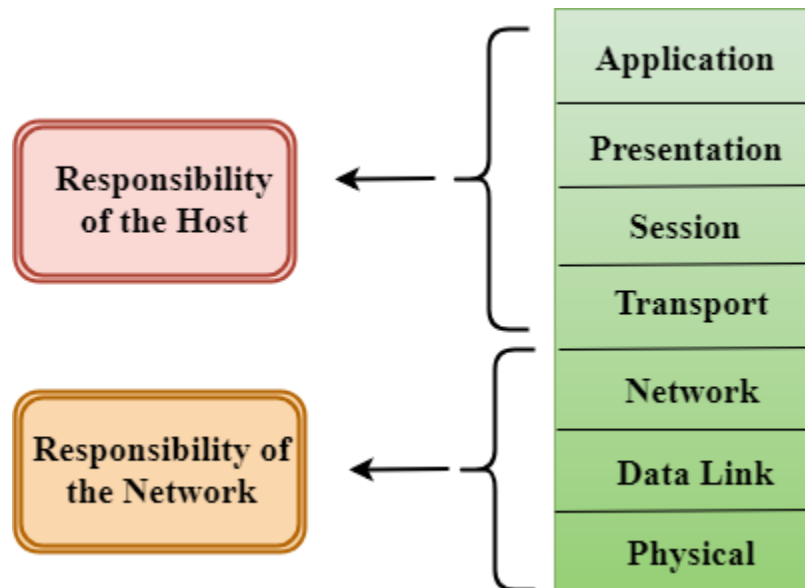 Application
Presentation
Session
Transport
Network
Data Link
Physical
Responsibility
of the Host
Responsibility of
the Network